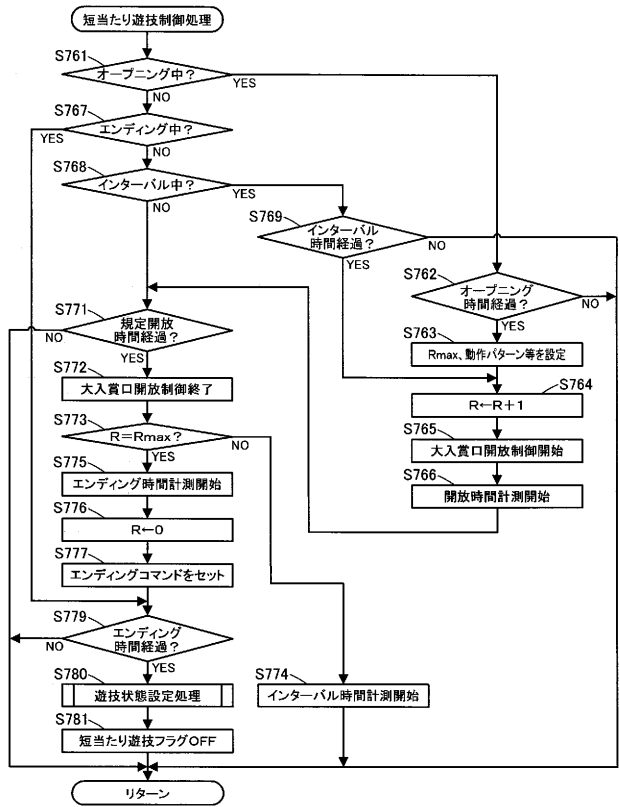 短当たり遊技制御処理
S761
オープニング中？
YES
NO
S767
エンディング中？
YES
NO
S768
インターバル中？
YES
NO
S769
インターバル
時間経過？
NO
YES
S762
オープニング
時間経過？
NO
YES
S763
Rmax、動作パターン等を設定
S764
R←R＋1
S765
大入賞口開放制御開始
S766
開放時間計測開始
S771
規定開放
時間経過？
NO
YES
S772
大入賞口開放制御終了
S773
R＝Rmax？
NO
YES
S775
エンディング時間計測開始
S776
R←0
S777
エンディングコマンドをセット
S779
エンディング
時間経過？
NO
YES
S774
インターバル時間計測開始
S780
遊技状態設定処理
S781
短当たり遊技フラグOFF
リターン